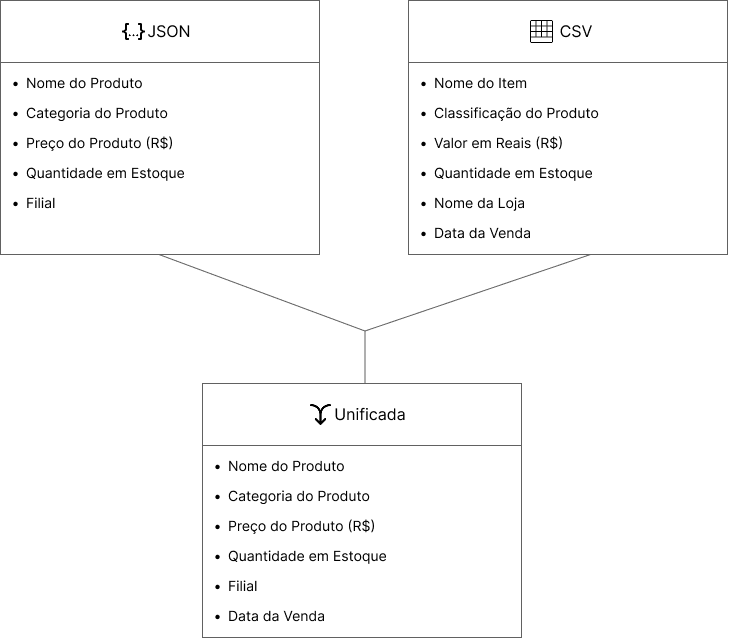 {...} JSON
• Nome do Produto
• Categoria do Produto
• Preço do Produto (R$)
• Quantidade em Estoque
• Filial
CSV
• Nome do Item
• Classificação do Produto
• Valor em Reais (R$)
• Quantidade em Estoque
• Nome da Loja
• Data da Venda
Unificada
• Nome do Produto
• Categoria do Produto
• Preço do Produto (R$)
• Quantidade em Estoque
• Filial
• Data da Venda